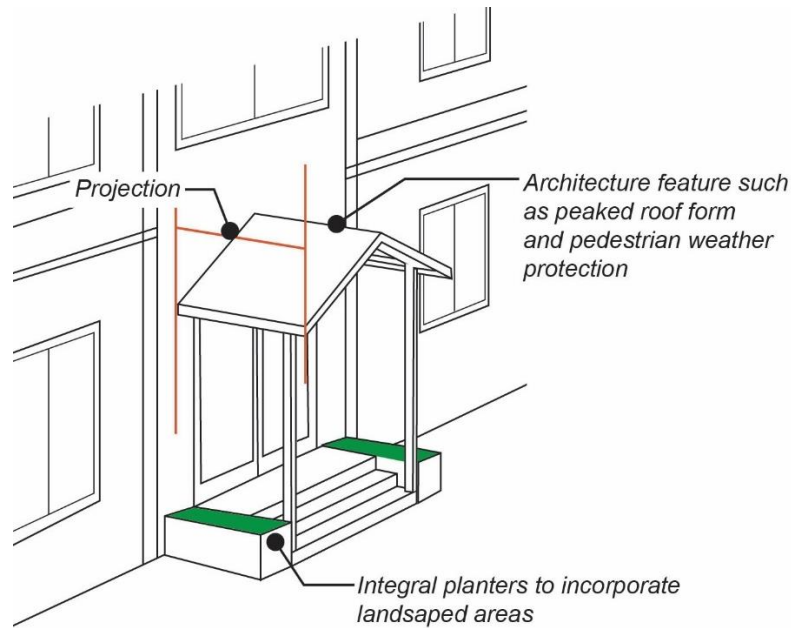 Projection
Architecture feature such
as peaked roof form
and pedestrian weather
protection
Integral planters to incorporate
landsaped areas